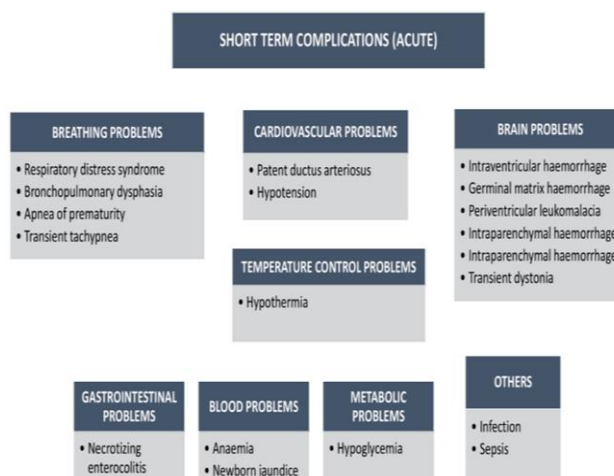 SHORT TERM COMPLICATIONS (ACUTE)
BREATHING PROBLEMS
• Respiratory distress syndrome
• Bronchopulmonary dysphasia
• Apnea of prematurity
• Transient tachypnea
CARDIOVASCULAR PROBLEMS
• Patent ductus arteriosus
• Hypotension
BRAIN PROBLEMS
• Intraventricular haemorrhage
• Germinal matrix haemorrhage
• Periventricular leukomalacia
• Intraparenchymal haemorrhage
• Intraparenchymal haemorrhage
• Transient dystonia
TEMPERATURE CONTROL PROBLEMS
• Hypothermia
GASTROINTESTINAL
PROBLEMS
• Necrotizing
enterocolitis
BLOOD PROBLEMS
• Anaemia
• Newborn jaundice
METABOLIC
PROBLEMS
• Hypoglycemia
OTHERS
• Infection
• Sepsis